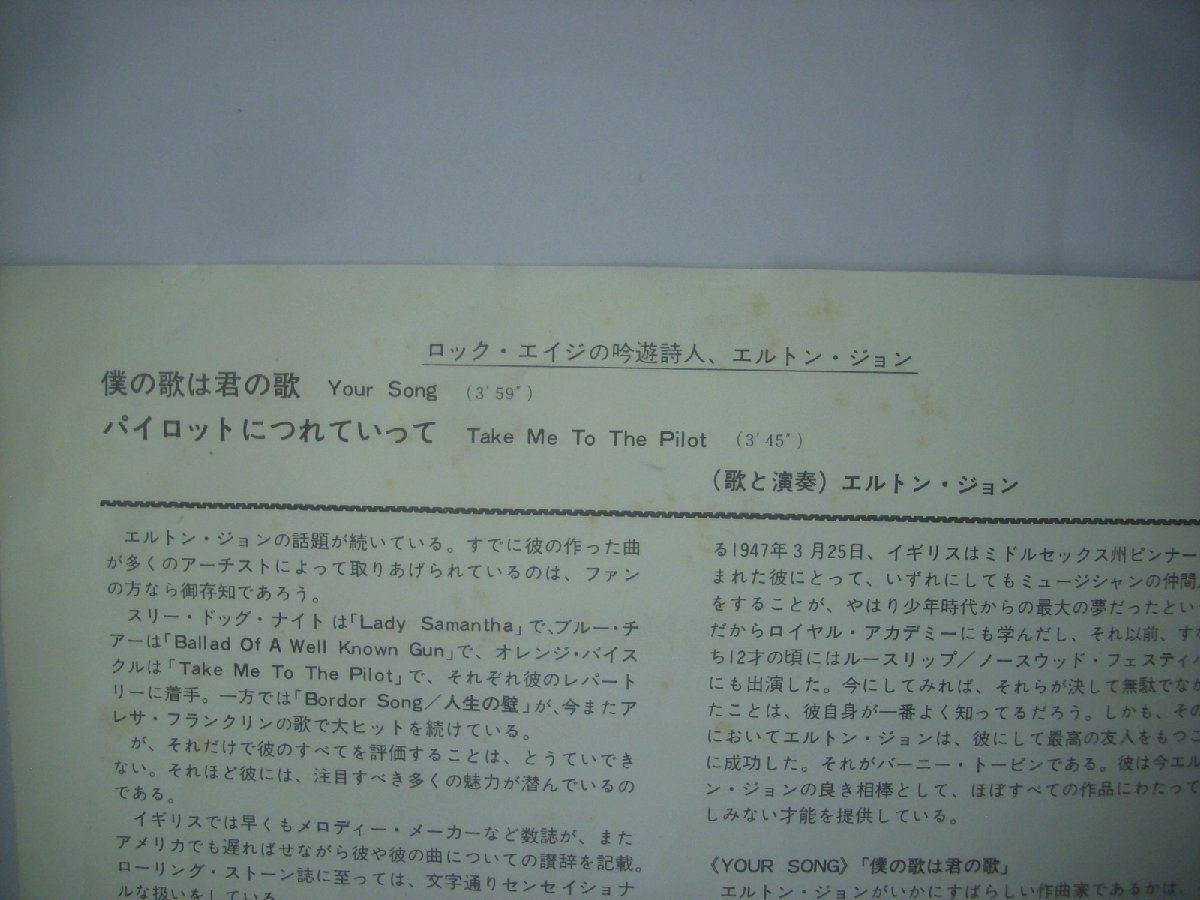 ロック・エイジの吟遊詩人、エルトン・ジョン
僕の歌は君の歌 Your Song (3′59″)
パイロットにつれていって Take Me To The Pilot (3′45″)
(歌と演奏) エルトン・ジョン
エルトン・ジョンの話題が続いている。すでに彼の作った曲
が多くのアーチストによって取りあげられているのは、ファン
の方なら御存知であろう。
スリー・ドッグ・ナイトは「Lady Samantha」で、ブルー・チ
アーは「Ballad Of A Well Known Gun」で、オレンジ・バイス
クルは「Take Me To The Pilot」で、それぞれ彼のレパート
リーに着手。一方では「Bordor Song/人生の壁」が、今またア
レサ・フランクリンの歌で大ヒットを続けている。
が、それだけで彼のすべてを評価することは、とうていでき
ない。それほど彼には、注目すべき多くの魅力が潜んでいるの
である。
イギリスでは早くもメロディー・メーカーなど数誌が、また
アメリカでも遅ればせながら彼や彼の曲についての讃辞を記載。
ローリング・ストーン誌に至っては、文字通りセンセイショナ
ルな扱いをしている。
る1947年3月25日、イギリスはミドルセックス州ピンナー
まれた彼にとって、いずれにしてもミュージシャンの仲間
をすることが、やはり少年時代からの最大の夢だったとい
だからロイヤル・アカデミーにも学んだし、それ以前、すな
ち12才の頃にはルースリップ/ノースウッド・フェスティバ
にも出演した。今にしてみれば、それらが決して無駄でなか
たことは、彼自身が一番よく知ってるだろう。しかも、その
においてエルトン・ジョンは、彼にして最高の友人をもつこ
に成功した。それがバーニー・トーピンである。彼は今エル
ン・ジョンの良き相棒として、ほぼすべての作品にわたって
しみない才能を提供している。
《YOUR SONG》「僕の歌は君の歌」
エルトン・ジョンがいかにすばらしい作曲家であるかは、